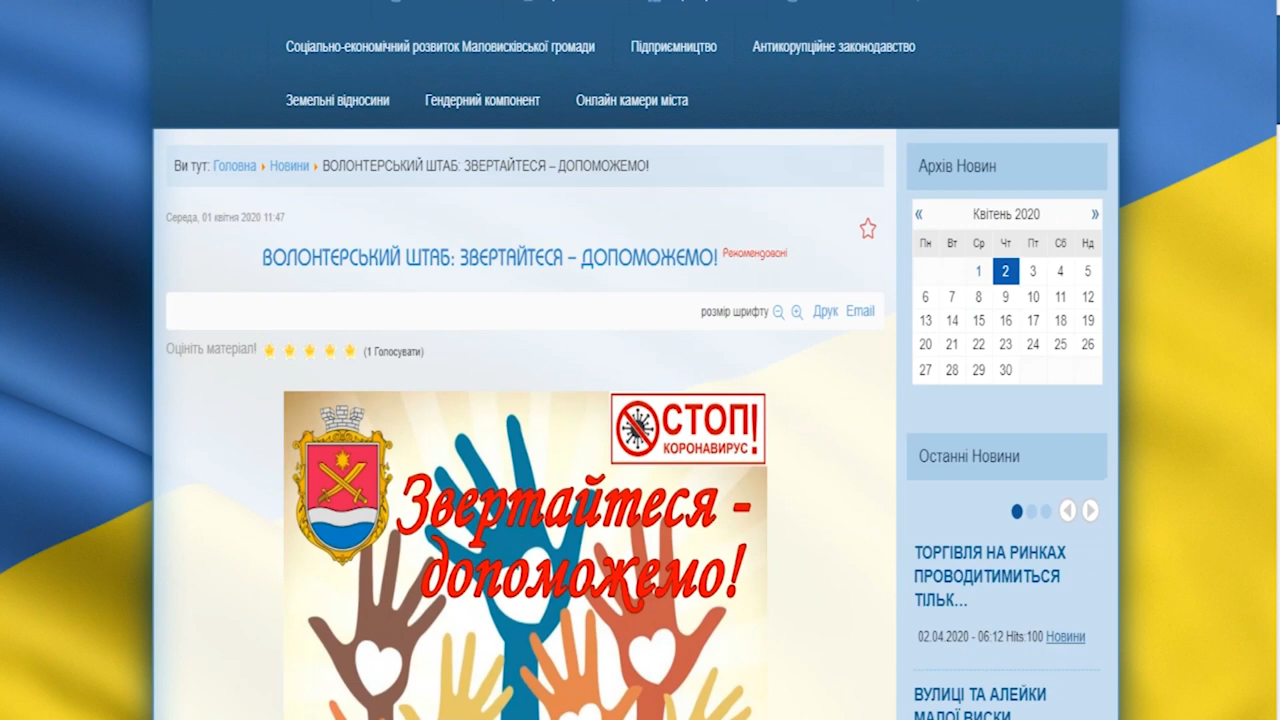 Соціально-економічний розвиток Маловисківської громади Підприємництво Антикорупційне законодавство
Земельні відносини Гендерний компонент Онлайн камери міста
Ви тут: Головна Новини ВОЛОНТЕРСЬКИЙ ШТАБ: ЗВЕРТАЙТЕСЯ – ДОПОМОЖЕМО!
Середа, 01 квітня 2020 11:47
ВОЛОНТЕРСЬКИЙ ШТАБ: ЗВЕРТАЙТЕСЯ – ДОПОМОЖЕМО! Рекомендовані
розмір шрифту Друк Email
Оцініть матеріал! (1 Голосувати)
СТОП!
КОРОНАВИРУС
Звертайтеся -
допоможемо!
Архів Новин
« Квітень 2020 »
Пн Вт Ср Чт Пт Сб Нд
1 2 3 4 5
6 7 8 9 10 11 12
13 14 15 16 17 18 19
20 21 22 23 24 25 26
27 28 29 30
Останні Новини
ТОРГІВЛЯ НА РИНКАХ
ПРОВОДИТИМИТЬСЯ
ТІЛЬК...
02.04.2020 - 06:12 Hits:100 Новини
ВУЛИЦІ ТА АЛЕЙКИ
МАЛОЇ ВИСКИ